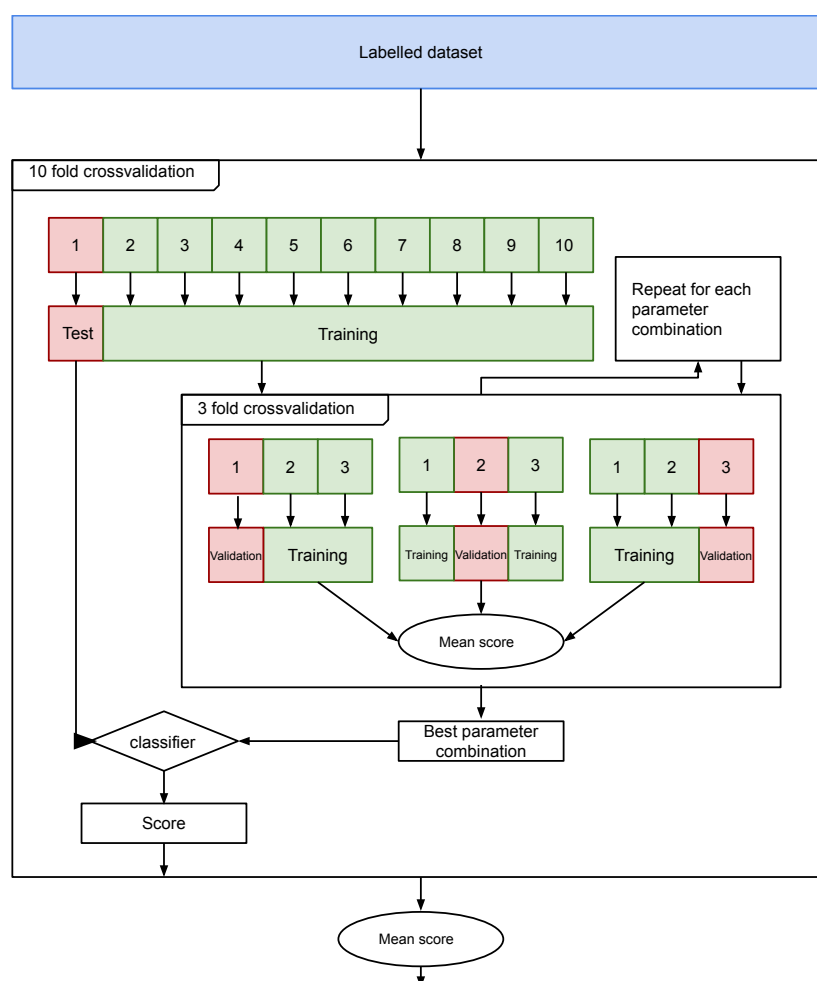 Labelled dataset
10 fold crossvalidation
1 2 3 4 5 6 7 8 9 10
Test Training
Repeat for each
parameter
combination
3 fold crossvalidation
1 2 3 1 2 3 1 2 3
Validation Training Training Validation Training Training Validation
Mean score
Best parameter
combination
classifier
Score
Mean score